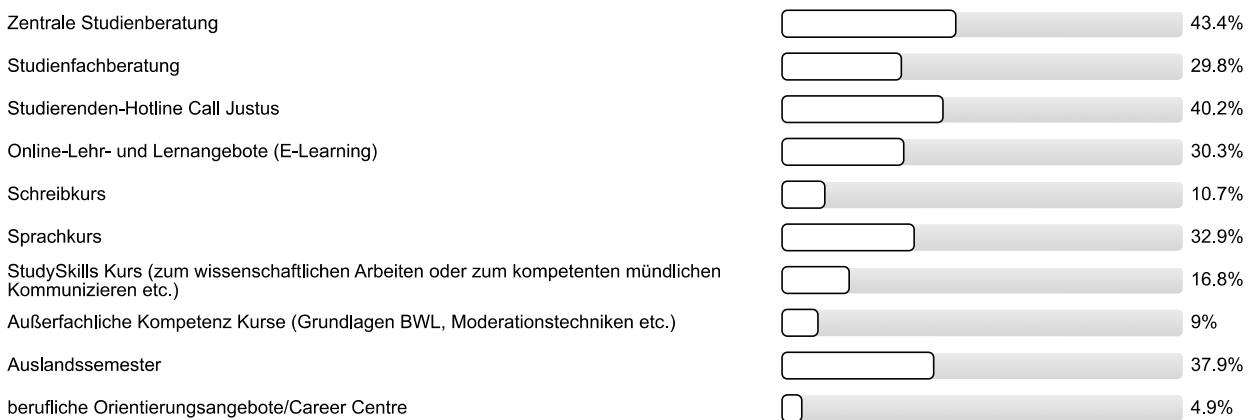 Zentrale Studienberatung 43.4%
Studienfachberatung 29.8%
Studierenden-Hotline Call Justus 40.2%
Online-Lehr- und Lernangebote (E-Learning) 30.3%
Schreibkurs 10.7%
Sprachkurs 32.9%
StudySkills Kurs (zum wissenschaftlichen Arbeiten oder zum kompetenten mündlichen
Kommunizieren etc.) 16.8%
Außerfachliche Kompetenz Kurse (Grundlagen BWL, Moderationstechniken etc.) 9%
Auslandssemester 37.9%
berufliche Orientierungsangebote/Career Centre 4.9%